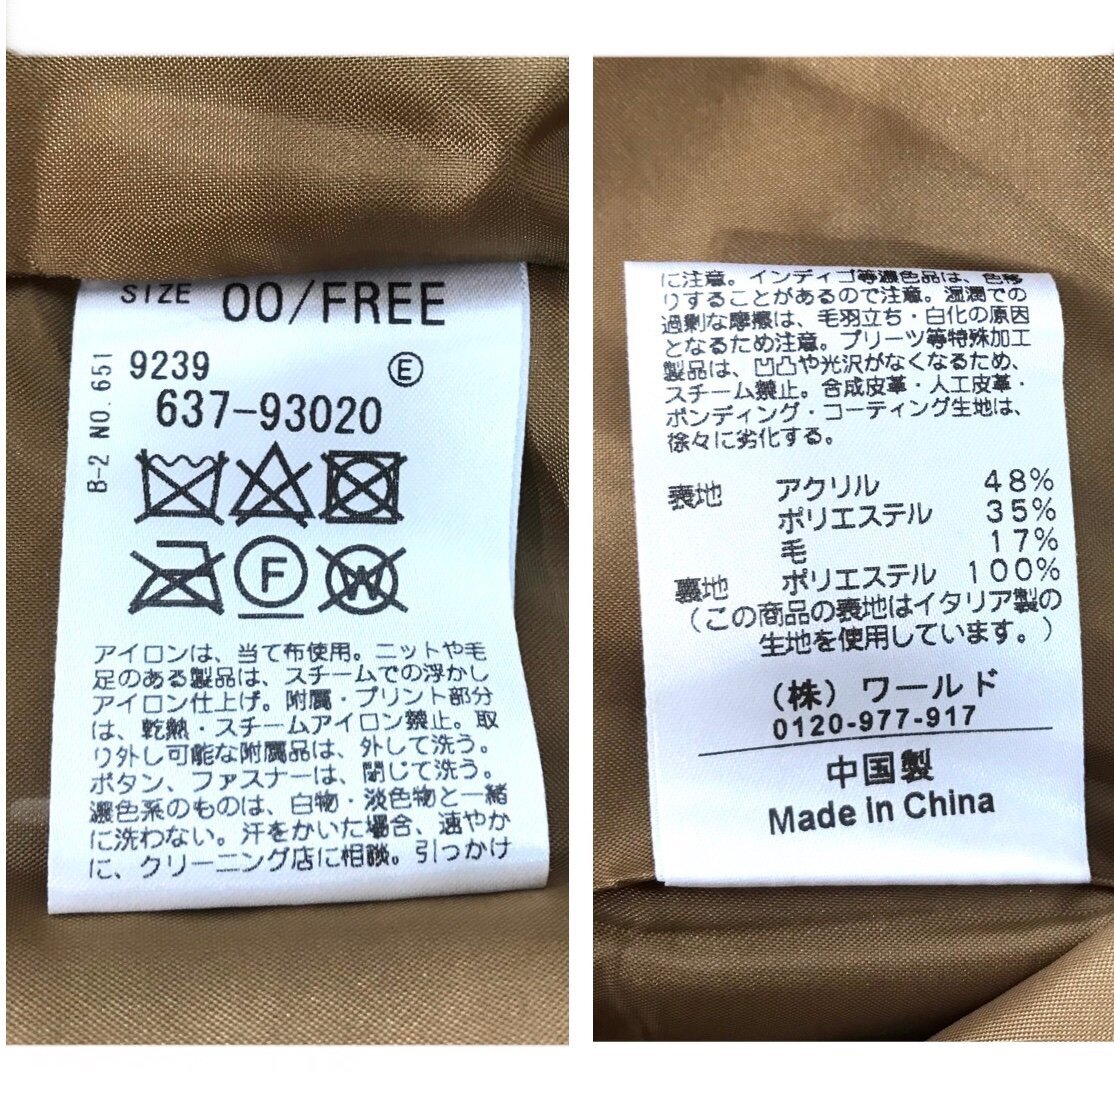 SIZE 00/FREE
B-2 NO.651
9239
Ⓔ
637-93020
F
W
アイロンは、当て布使用。ニットや毛
足のある製品は、スチームでの浮かし
アイロン仕上げ。附属・プリント部分
は、乾熱・スチームアイロン禁止。取
り外し可能な附属品は、外して洗う。
ボタン、ファスナーは、閉じて洗う。
濃色系のものは、白物・淡色物と一緒
に洗わない。汗をかいた場合、速やか
に、クリーニング店に相談。引っかけ
に注意。インディゴ等濃色品は、色移
りすることがあるので注意。湿潤での
過剰な摩擦は、毛羽立ち・白化の原因
となるため注意。プリーツ等特殊加工
製品は、凹凸や光沢がなくなるため、
スチーム禁止。合成皮革・人工皮革・
ボンディング・コーティング生地は、
徐々に劣化する。
表地 アクリル 48%
ポリエステル 35%
毛 17%
裏地 ポリエステル 100%
(この商品の表地はイタリア製の
生地を使用しています。)
(株) ワールド
0120-977-917
中国製
Made in China